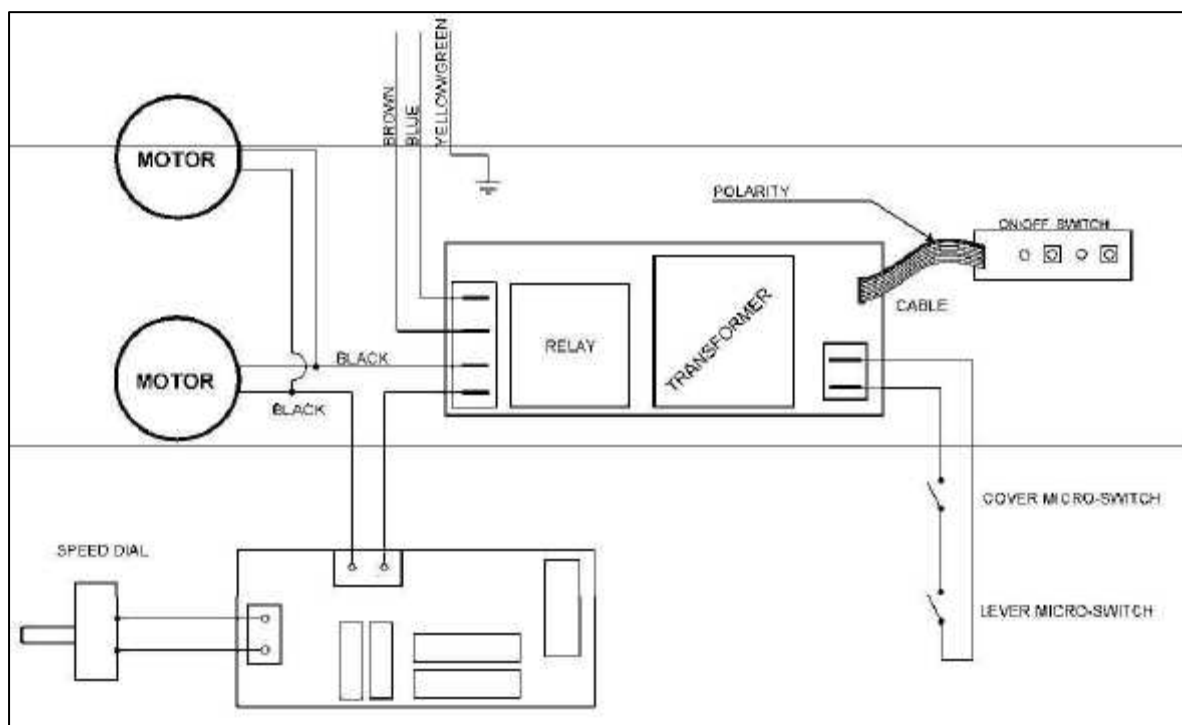 BROWN
BLUE
YELLOW/GREEN
MOTOR
POLARITY
ON/OFF SWITCH
CABLE
RELAY
TRANSFORMER
BLACK
MOTOR
BLACK
COVER MICRO-SWITCH
SPEED DIAL
LEVER MICRO-SWITCH